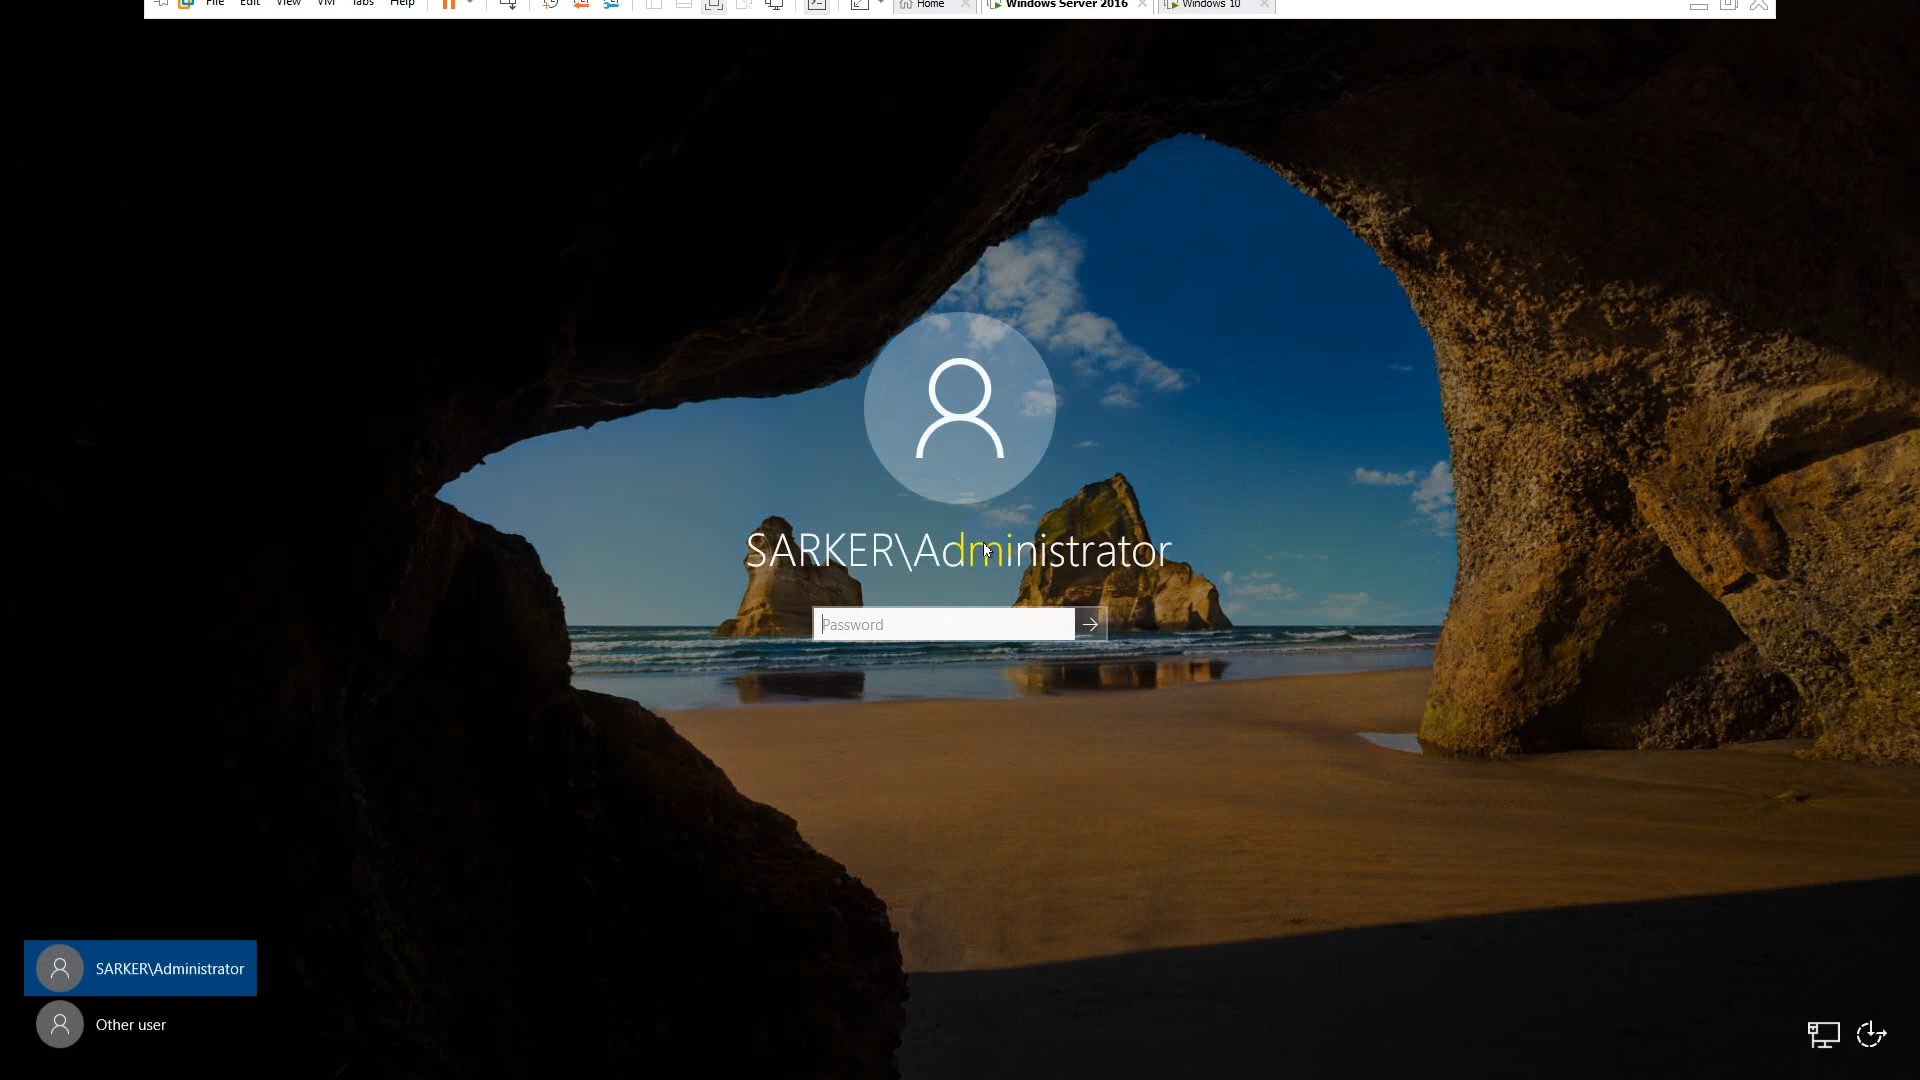 File Edit View VM Tabs Help Home Windows Server 2016 Windows 10
SARKER\Administrator
Password
SARKER\Administrator
Other user